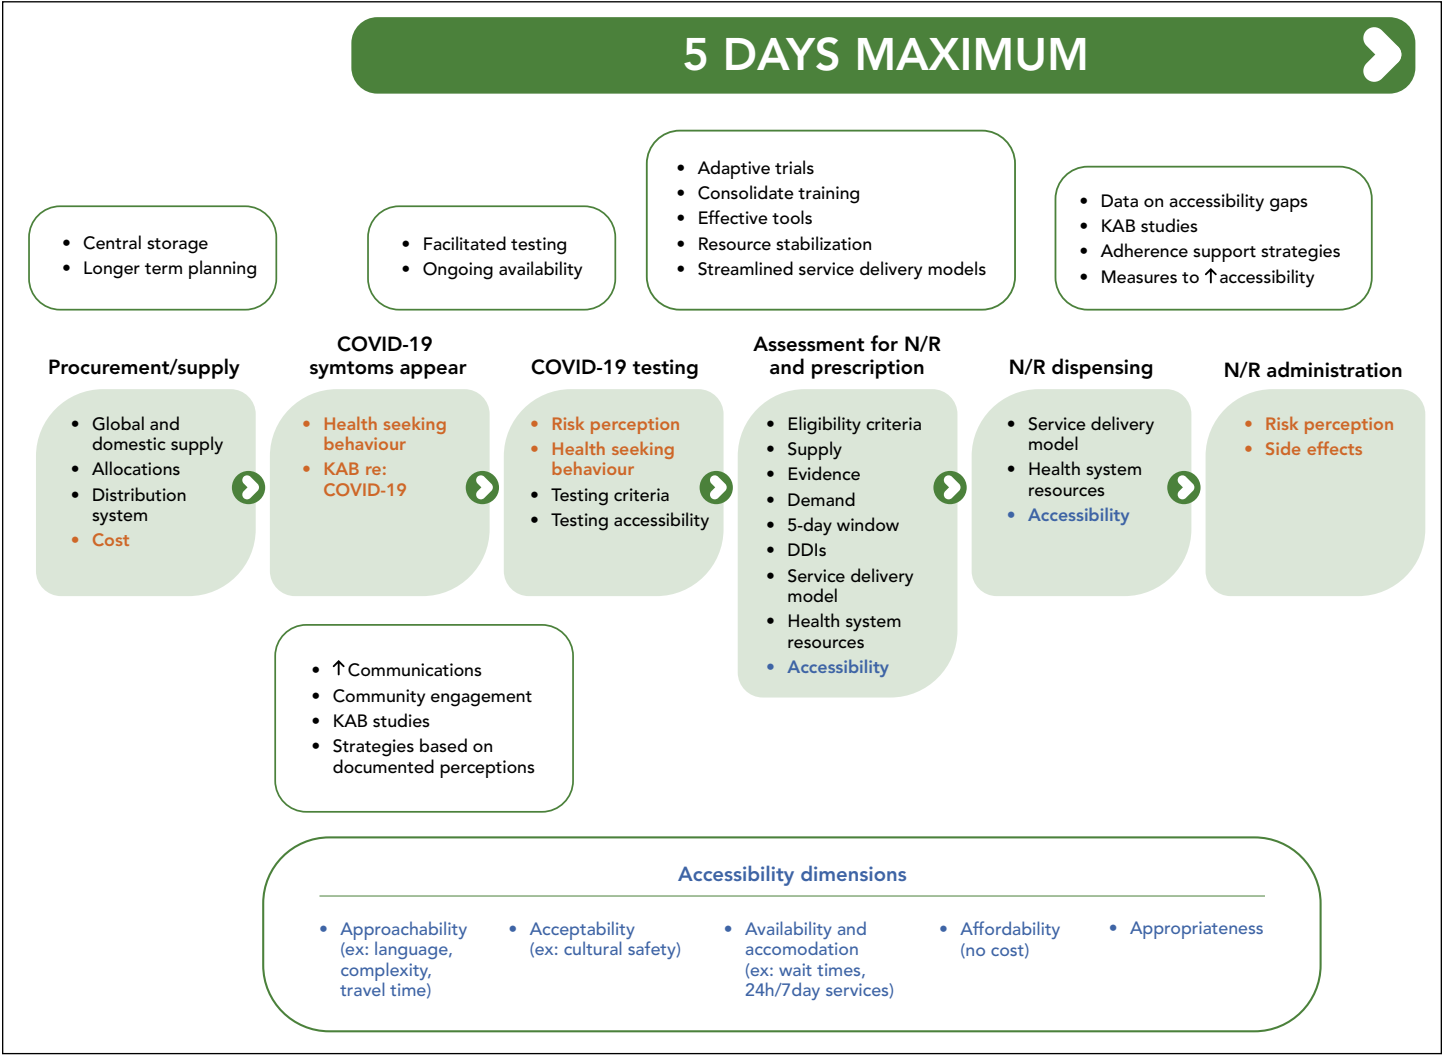 5 DAYS MAXIMUM
• Central storage
• Longer term planning
• Facilitated testing
• Ongoing availability
• Adaptive trials
• Consolidate training
• Effective tools
• Resource stabilization
• Streamlined service delivery models
• Data on accessibility gaps
• KAB studies
• Adherence support strategies
• Measures to ↑ accessibility
Procurement/supply
• Global and
domestic supply
• Allocations
• Distribution
system
• Cost
COVID-19
symtoms appear
• Health seeking
behaviour
• KAB re:
COVID-19
COVID-19 testing
• Risk perception
• Health seeking
behaviour
• Testing criteria
• Testing accessibility
Assessment for N/R
and prescription
• Eligibility criteria
• Supply
• Evidence
• Demand
• 5-day window
• DDIs
• Service delivery
model
• Health system
resources
• Accessibility
N/R dispensing
• Service delivery
model
• Health system
resources
• Accessibility
N/R administration
• Risk perception
• Side effects
• ↑ Communications
• Community engagement
• KAB studies
• Strategies based on
documented perceptions
Accessibility dimensions
• Approachability
(ex: language,
complexity,
travel time)
• Acceptability
(ex: cultural safety)
• Availability and
accomodation
(ex: wait times,
24h/7day services)
• Affordability
(no cost)
• Appropriateness